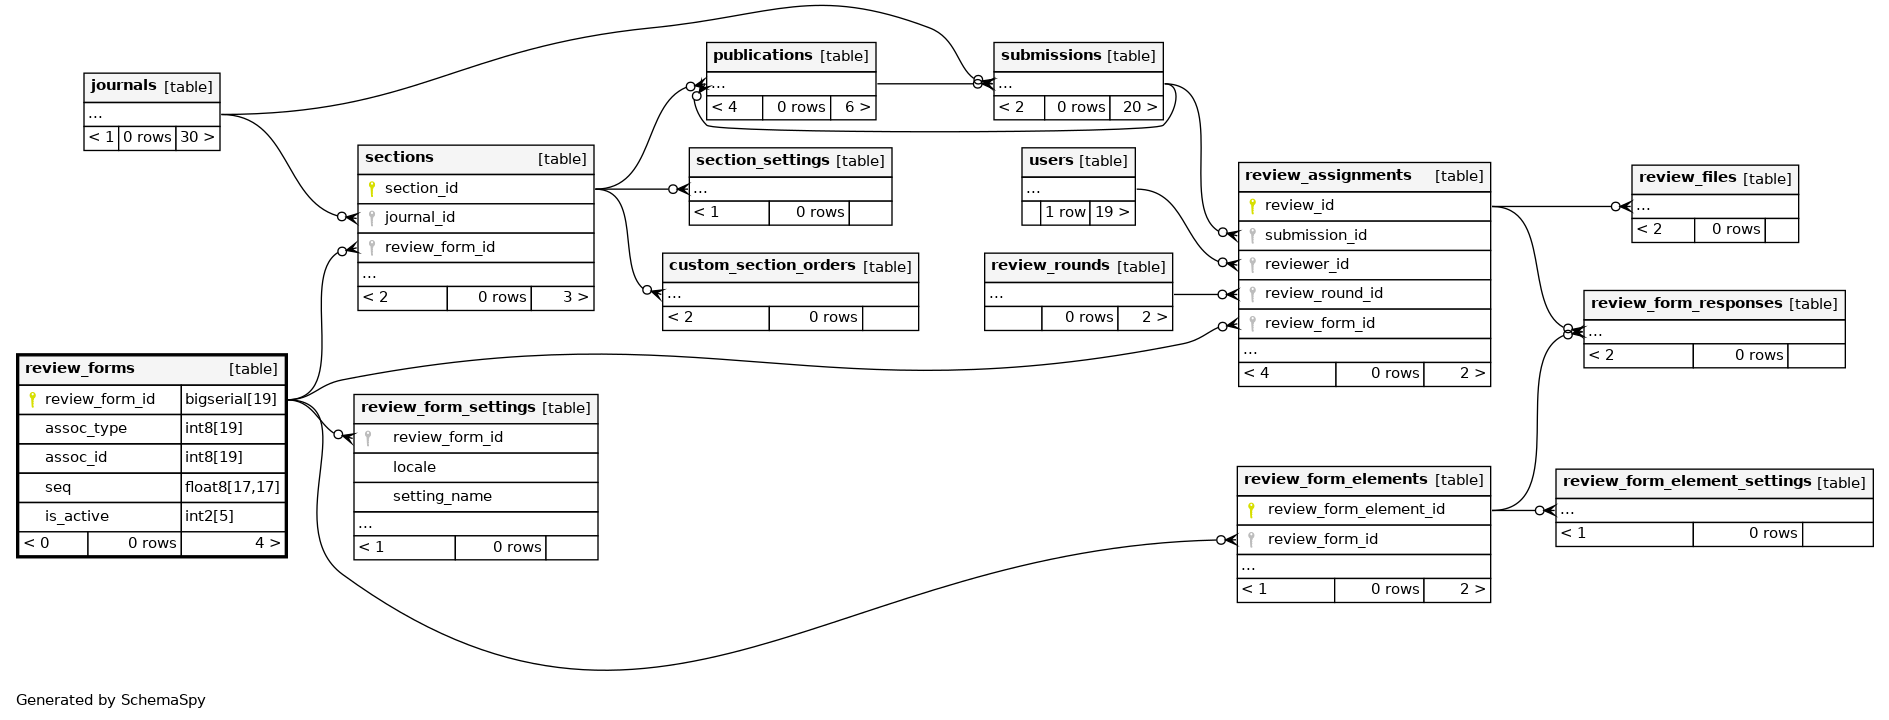 journals [table]
...
< 1 0 rows 30 >
sections [table]
section_id
journal_id
review_form_id
...
< 2 0 rows 3 >
review_forms [table]
review_form_id bigserial[19]
assoc_type int8[19]
assoc_id int8[19]
seq float8[17,17]
is_active int2[5]
< 0 0 rows 4 >
review_form_settings [table]
review_form_id
locale
setting_name
...
< 1 0 rows
publications [table]
...
< 4 0 rows 6 >
section_settings [table]
...
< 1 0 rows
custom_section_orders [table]
...
< 2 0 rows
submissions [table]
...
< 2 0 rows 20 >
users [table]
...
1 row 19 >
review_rounds [table]
...
0 rows 2 >
review_assignments [table]
review_id
submission_id
reviewer_id
review_round_id
review_form_id
...
< 4 0 rows 2 >
review_form_elements [table]
review_form_element_id
review_form_id
...
< 1 0 rows 2 >
review_files [table]
...
< 2 0 rows
review_form_responses [table]
...
< 2 0 rows
review_form_element_settings [table]
...
< 1 0 rows
Generated by SchemaSpy